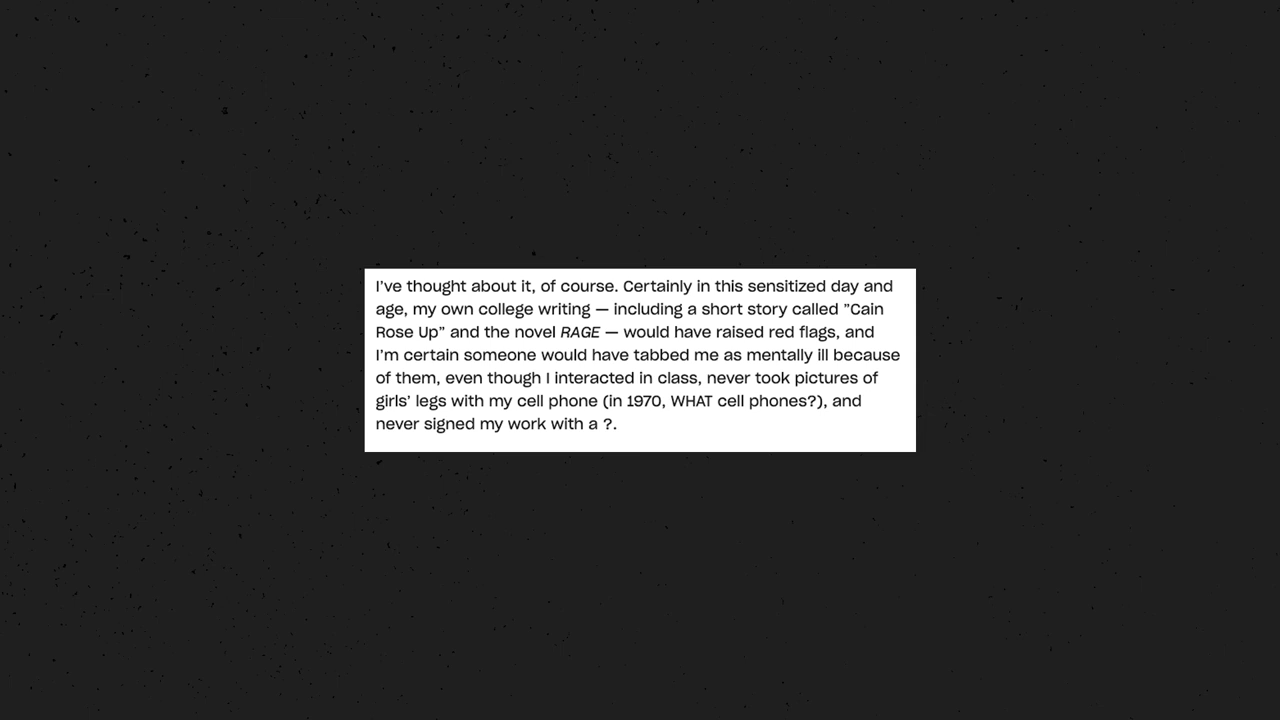 I’ve thought about it, of course. Certainly in this sensitized day and
age, my own college writing — including a short story called ”Cain
Rose Up” and the novel RAGE — would have raised red flags, and
I’m certain someone would have tabbed me as mentally ill because
of them, even though I interacted in class, never took pictures of
girls’ legs with my cell phone (in 1970, WHAT cell phones?), and
never signed my work with a ?.